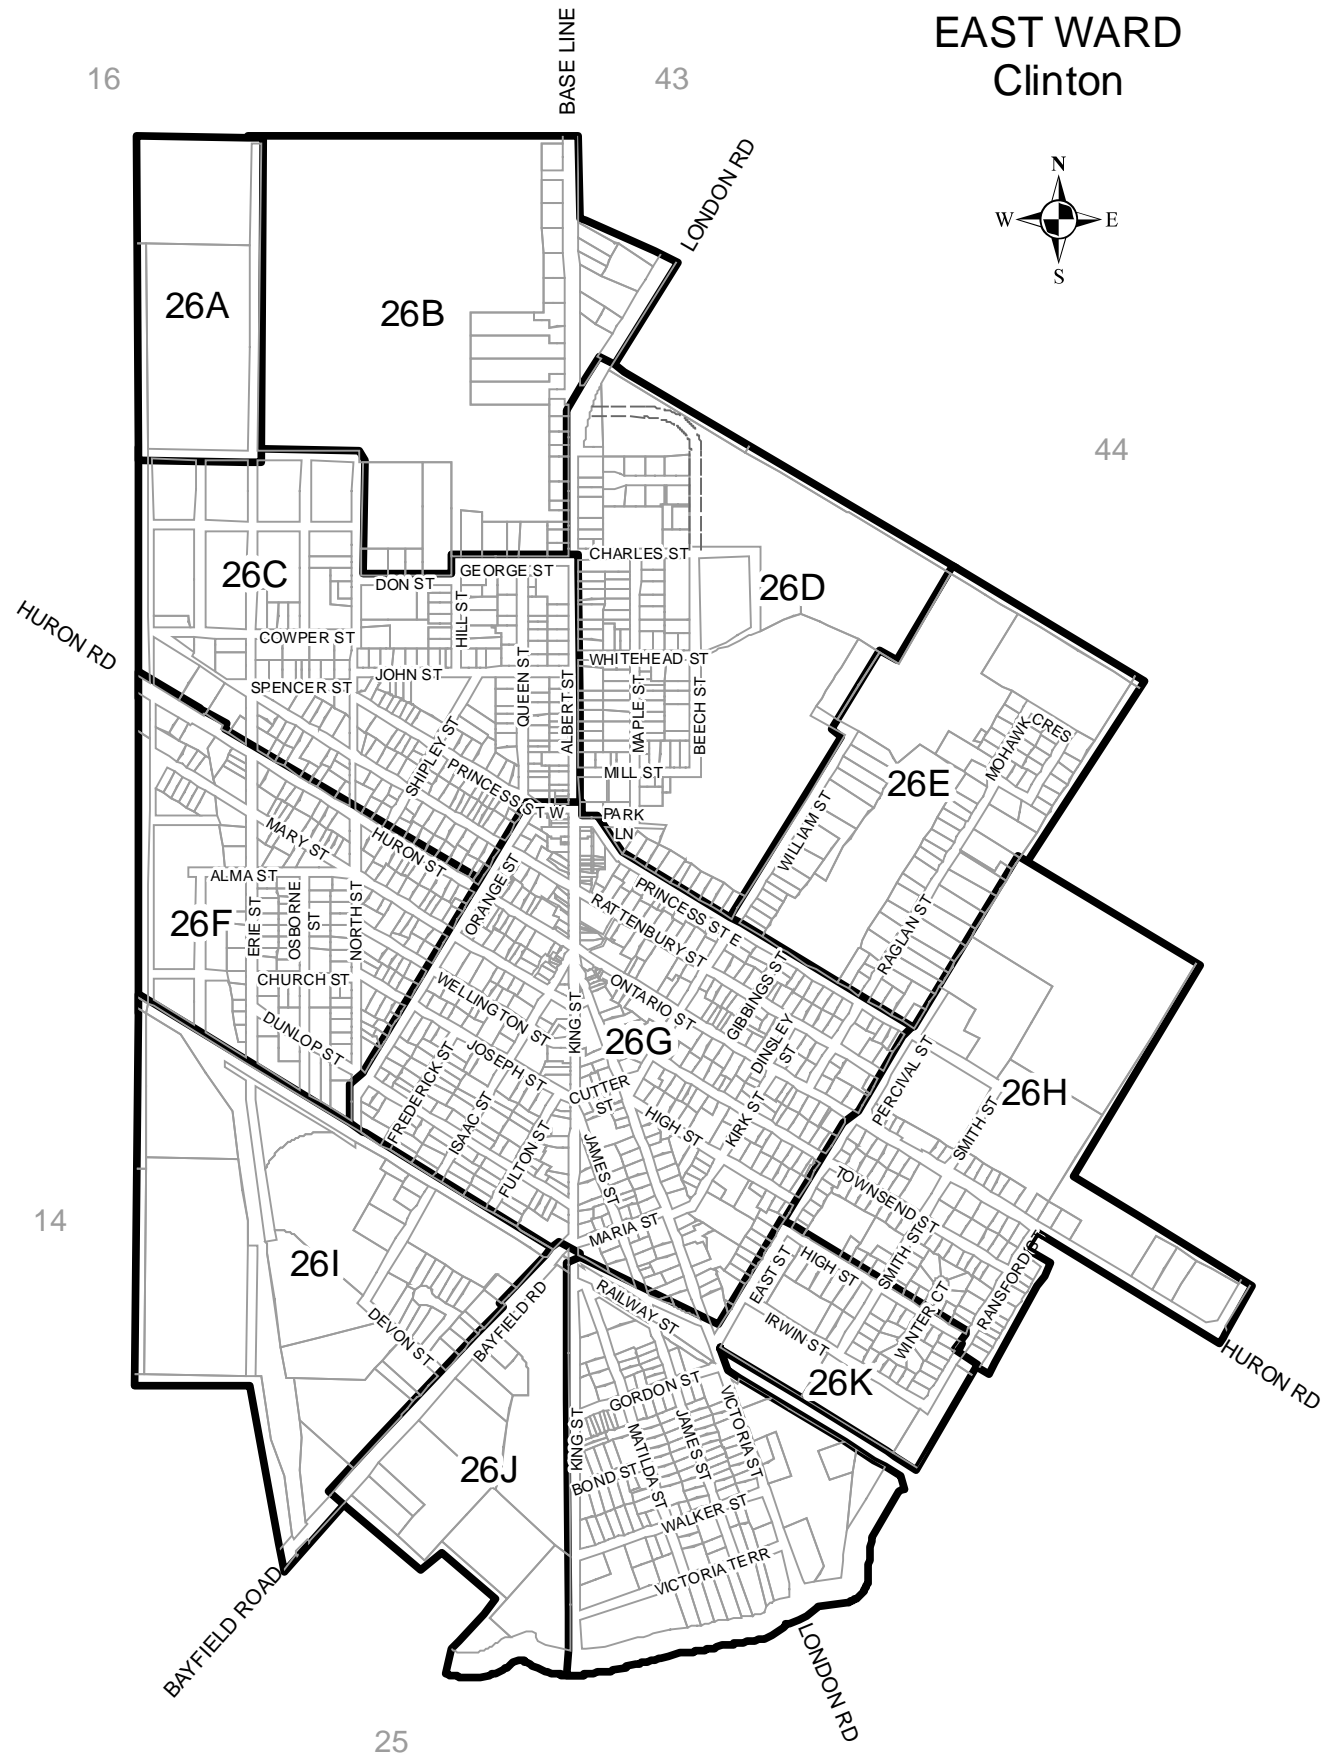 EAST WARD
Clinton
16
43
BASE LINE
LONDON RD
N
W
E
S
26A
26B
44
CHARLES ST
26C
GEORGE ST
DON ST
26D
HILL ST
HURON RD
COWPER ST
WHITEHEAD ST
JOHN ST
SPENCER ST
QUEEN ST
ALBERT ST
MAPLE ST
BEECH ST
MOHAWK CRES
SHIPLEY ST
PRINCESS ST W
MILL ST
26E
PARK
LN
WILLIAM ST
MARY ST
HURON ST
ALMA ST
ORANGE ST
PRINCESS ST E
RATTENBURY ST
26F
ERIE ST
OSBORNE
ST
NORTH ST
RAGLAN ST
CHURCH ST
WELLINGTON ST
ONTARIO ST
GIBBINGS ST
DUNLOP ST
KING ST
26G
DINSLEY
ST
FREDERICK ST
JOSEPH ST
PERCIVAL ST
26H
CUTTER
ST
ISAAC ST
HIGH ST
KIRK ST
SMITH ST
FULTON ST
JAMES ST
TOWNSEND ST
14
MARIA ST
SMITH ST
26I
HIGH ST
EAST ST
RANSFORD ST
RAILWAY ST
BAYFIELD RD
WINTER CT
DEVON ST
IRWIN ST
HURON RD
26K
GORDON ST
VICTORIA ST
KING ST
MATILDA ST
JAMES ST
26J
BOND ST
WALKER ST
VICTORIA TERR
BAYFIELD ROAD
LONDON RD
25